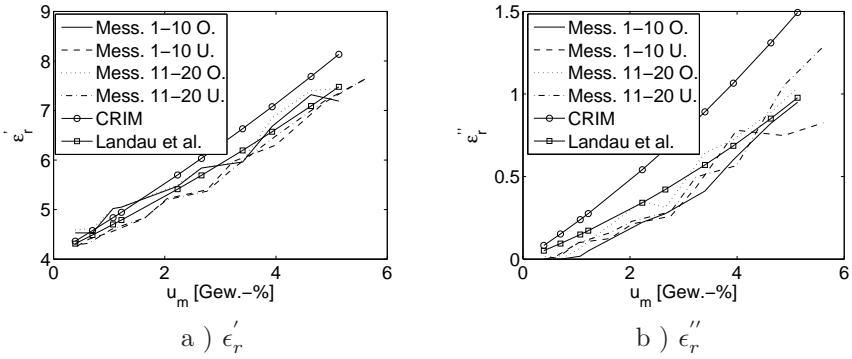 9
8
7
6
5
4
0 2 4 6
ε'r
um [Gew.−%]
Mess. 1−10 O.
Mess. 1−10 U.
Mess. 11−20 O.
Mess. 11−20 U.
CRIM
Landau et al.
a ) ϵ'r
1.5
1
0.5
0
0 2 4 6
ε''r
um [Gew.−%]
Mess. 1−10 O.
Mess. 1−10 U.
Mess. 11−20 O.
Mess. 11−20 U.
CRIM
Landau et al.
b ) ϵ''r